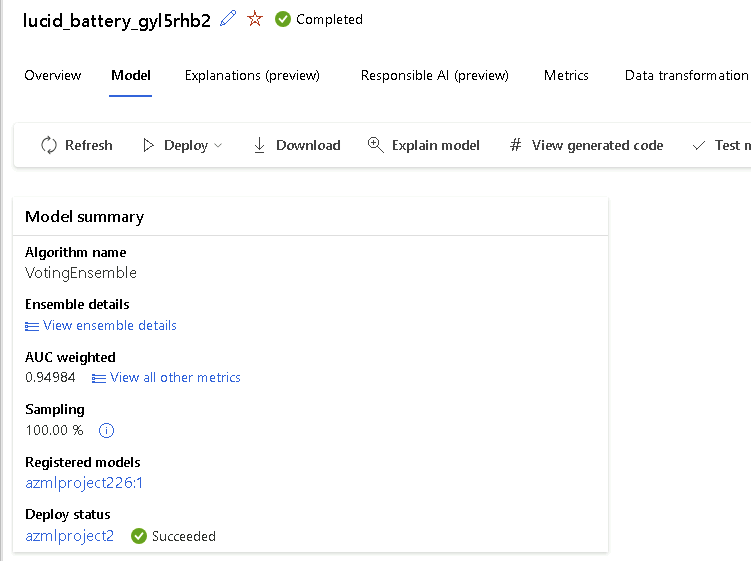 lucid_battery_gyl5rhb2 Completed
Overview Model Explanations (preview) Responsible AI (preview) Metrics Data transformation
Refresh Deploy Download Explain model # View generated code Test
Model summary
Algorithm name
VotingEnsemble
Ensemble details
View ensemble details
AUC weighted
0.94984 View all other metrics
Sampling
100.00 %
Registered models
azmlproject226:1
Deploy status
azmlproject2 Succeeded